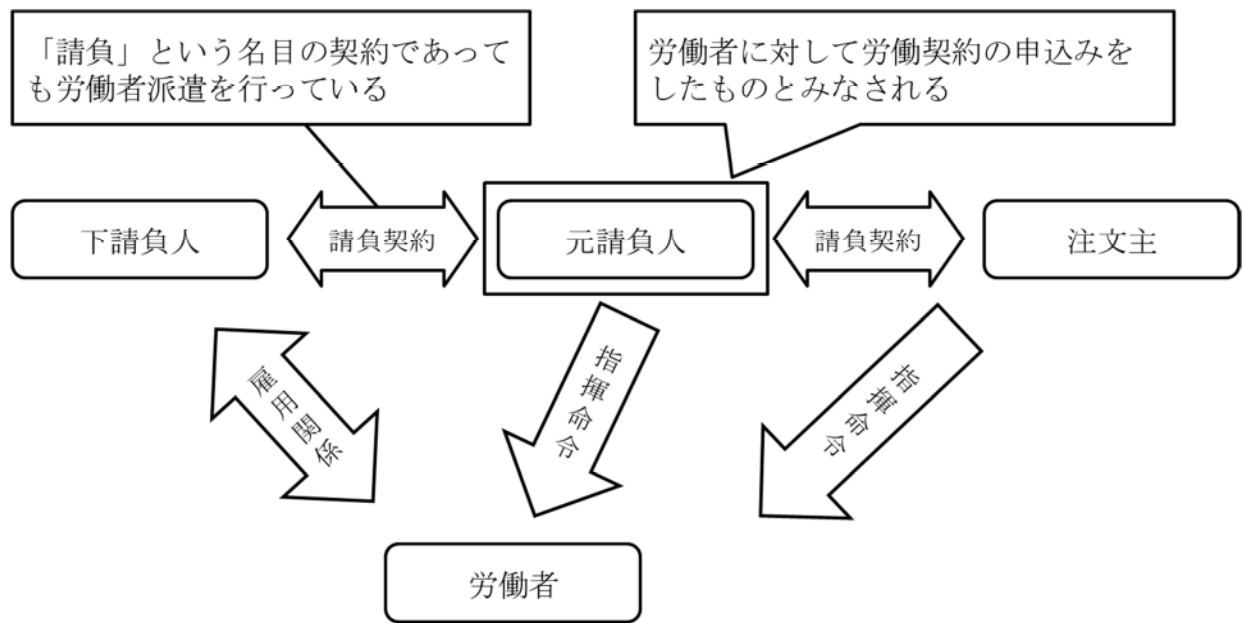 「請負」という名目の契約であって
も労働者派遣を行っている
労働者に対して労働契約の申込みを
したものとみなされる
下請負人
請負契約
元請負人
請負契約
注文主
雇用関係
指揮命令
指揮命令
労働者